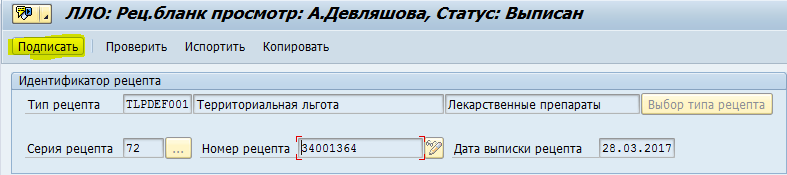 ЛЛО: Рец.бланк просмотр: А.Девляшова, Статус: Выписан
Подписать Проверить Испортить Копировать
Идентификатор рецепта
Тип рецепта TLPDEF001 Территориальная льгота Лекарственные препараты Выбор типа рецепта
Серия рецепта 72 ... Номер рецепта 34001364 Дата выписки рецепта 28.03.2017